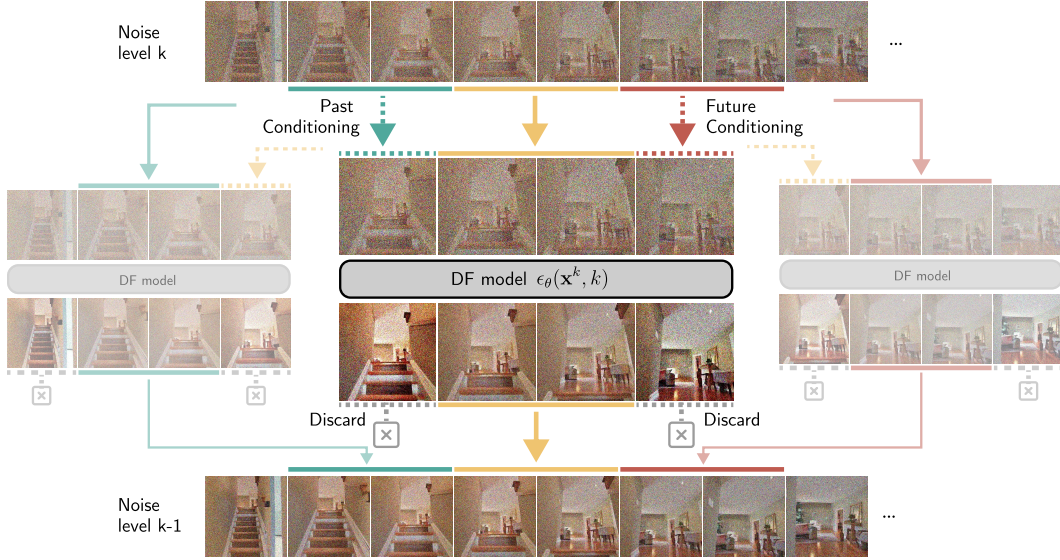 Noise
level k
...
Past
Conditioning
Future
Conditioning
DF model
DF model ϵ_θ(𝐱^k, k)
DF model
Discard
Discard
Noise
level k-1
...